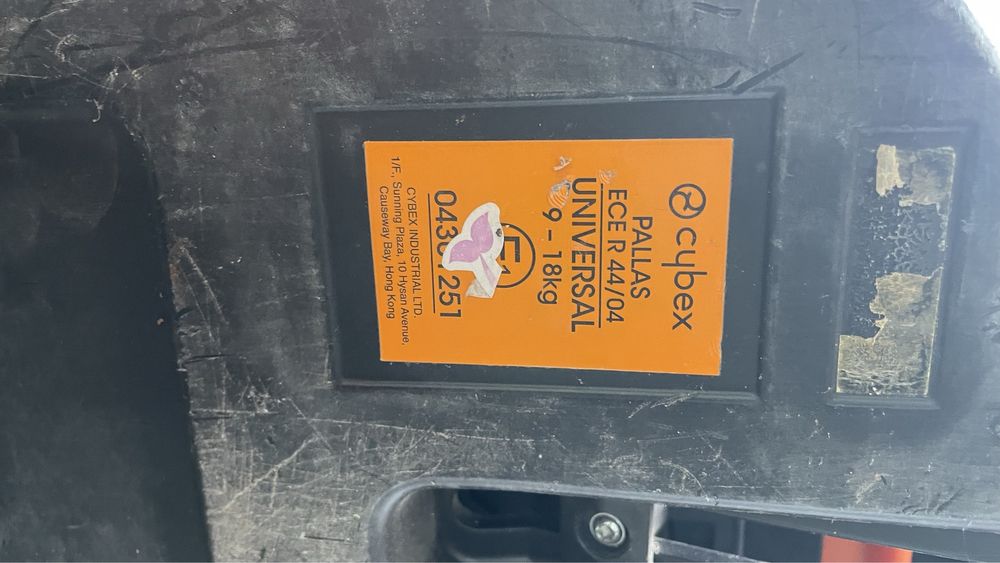 cybex
PALLAS
ECE R 44/04
UNIVERSAL
9 - 18kg
CYBEX INDUSTRIAL LTD.
1/F., Sunning Plaza, 10 Hysan Avenue,
Causeway Bay, Hong Kong